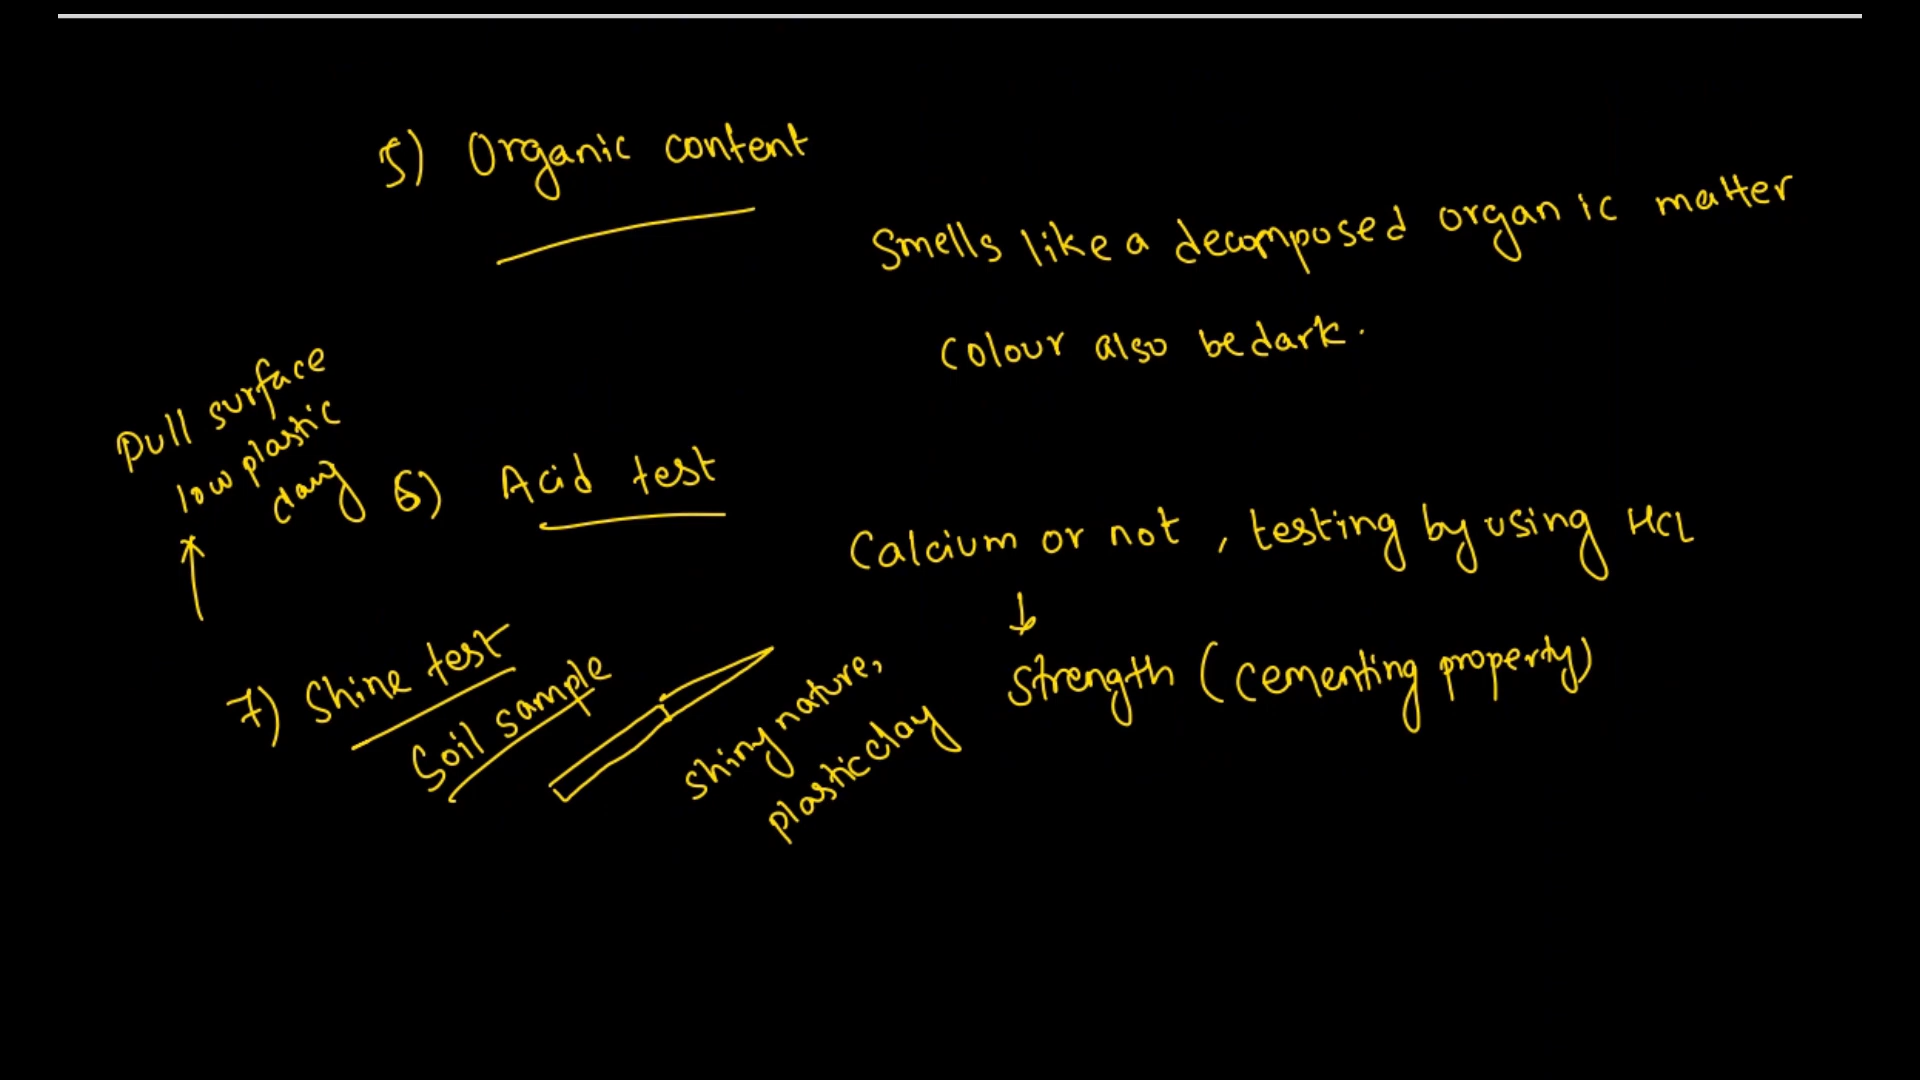 5) Organic content
Smells like a decomposed organic matter
Colour also be dark.
Dull surface
low plastic
clay
6) Acid test
Calcium or not, testing by using HCL
↓
Strength (cementing property)
7) Shine test
Soil sample
Shiny nature,
plastic clay